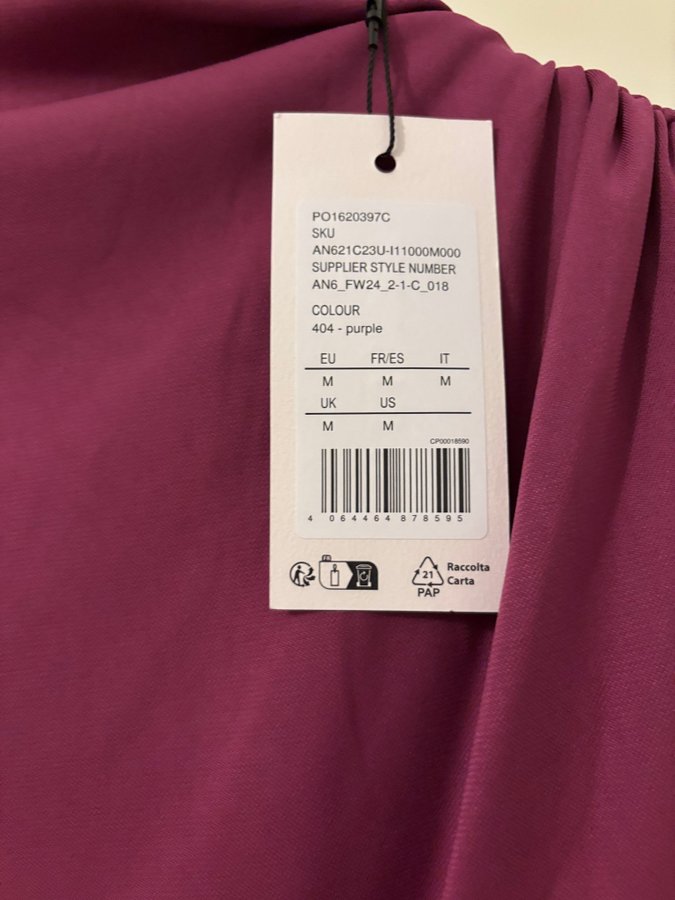 PO1620397C
SKU
AN621C23U-I11000M000
SUPPLIER STYLE NUMBER
AN6_FW24_2-1-C_018
COLOUR
404 - purple
EU FR/ES IT
M M M
UK US
M M
CP00018590
4 064464 878595
FR
21
PAP
Raccolta
Carta